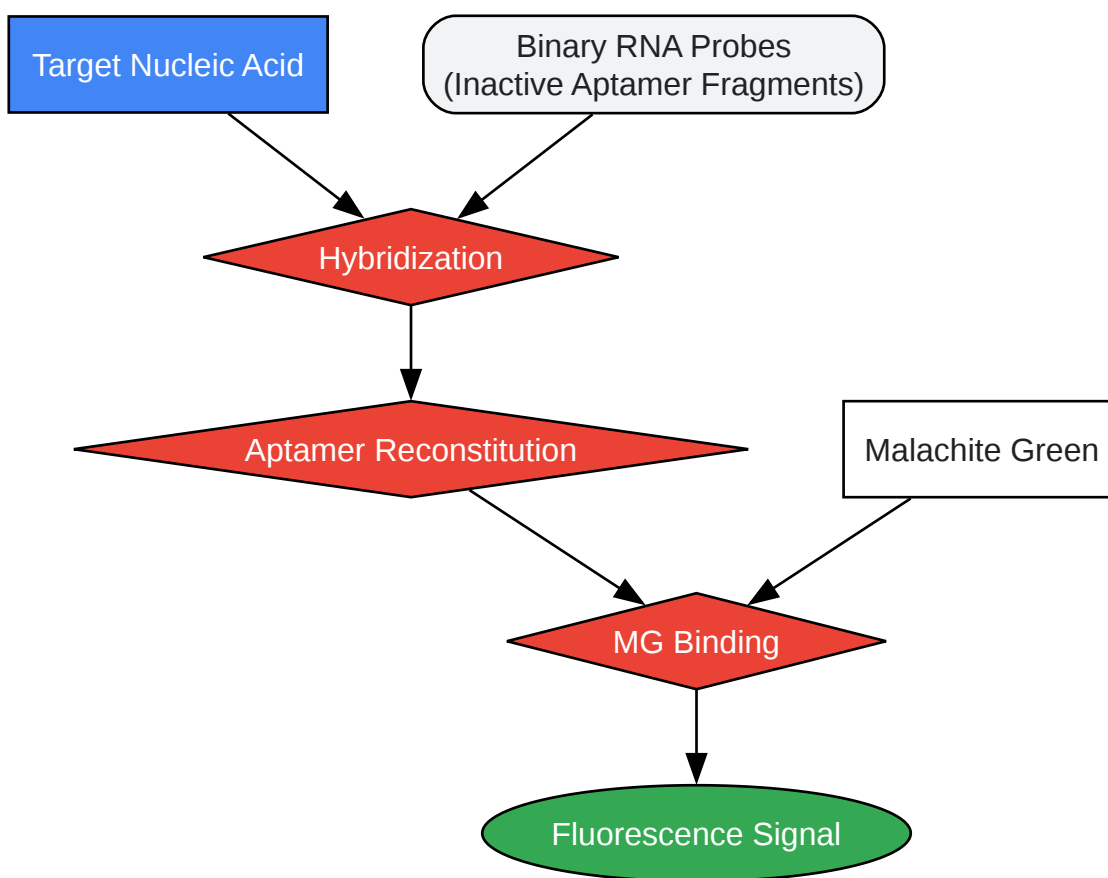 Target Nucleic Acid
Binary RNA Probes
(Inactive Aptamer Fragments)
Hybridization
Aptamer Reconstitution
Malachite Green
MG Binding
Fluorescence Signal